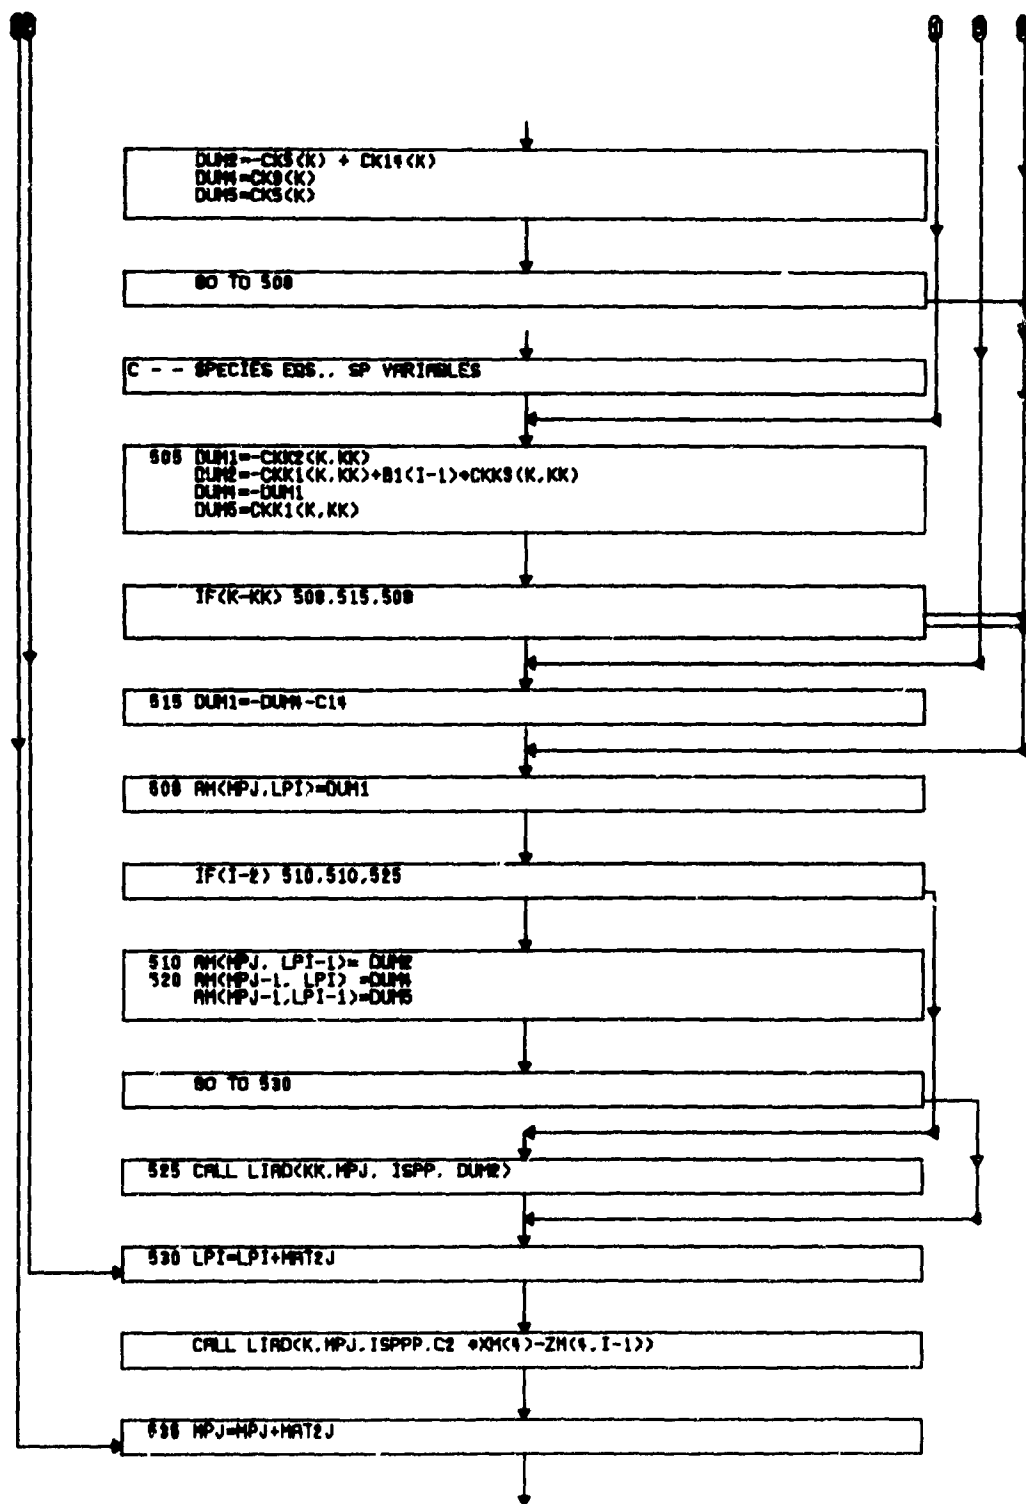 DUM2=-CK5(K) + CK14(K)
DUM4=CK9(K)
DUM5=CK5(K)
GO TO 508
C - - SPECIES EQS.. SP VARIABLES
505 DUM1=-CKK2(K,KK)
DUM2=-CKK1(K,KK)+B1(I-1)*CKK3(K,KK)
DUM4=-DUM1
DUM5=CKK1(K,KK)
IF(K-KK) 508,515,508
515 DUM1=-DUM4-C14
508 AM(MPJ,LPI)=DUM1
IF(I-2) 510,510,525
510 AM(MPJ, LPI-1)= DUM2
520 AM(MPJ-1, LPI) =DUM4
AM(MPJ-1,LPI-1)=DUM5
GO TO 530
525 CALL LIAD(KK,MPJ, ISPP, DUM2)
530 LPI=LPI+MAT2J
CALL LIAD(K,MPJ,ISPPP,C2 *XM(4)-ZM(4,I-1))
535 MPJ=MPJ+MAT2J